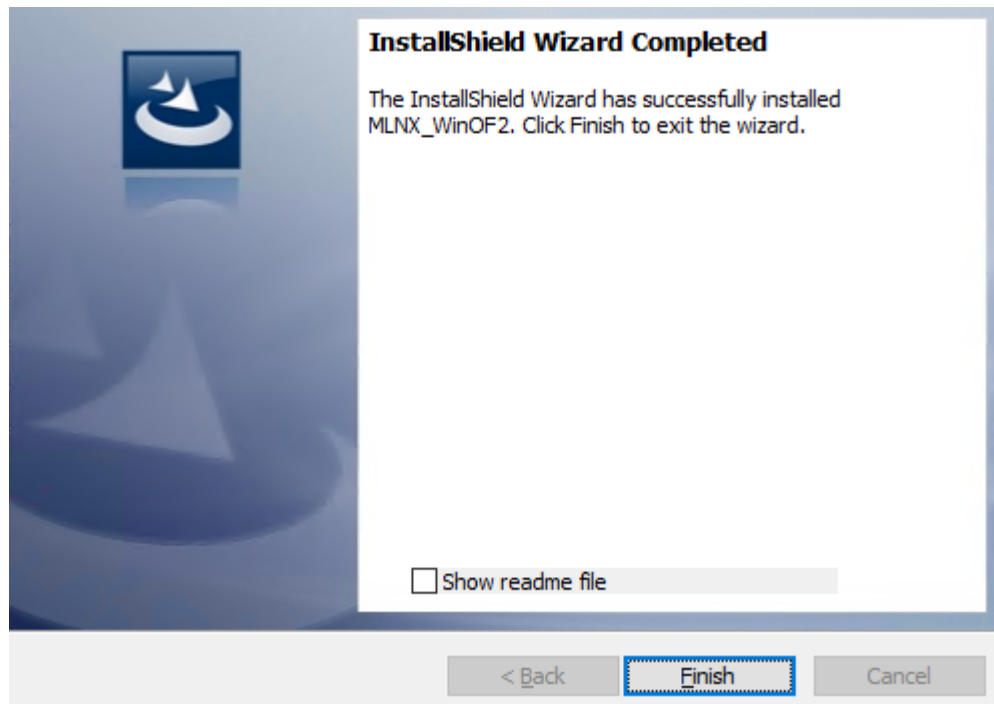 InstallShield Wizard Completed
The InstallShield Wizard has successfully installed
MLNX_WinOF2. Click Finish to exit the wizard.
Show readme file
< Back
Finish
Cancel